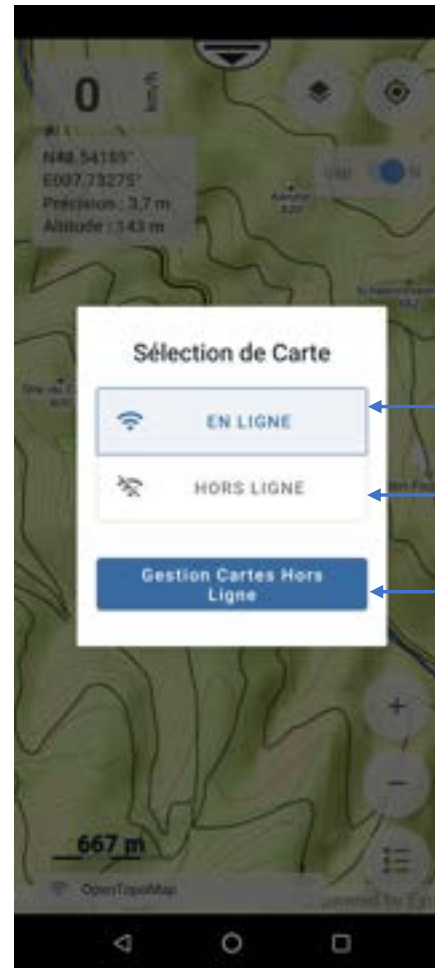 0 km/h
N48.54185°
E007.73275°
Précision : 3,7 m
Altitude : 143 m
N
Sélection de Carte
EN LIGNE
HORS LIGNE
Gestion Cartes Hors
Ligne
+
−
667 m
OpenTopoMap